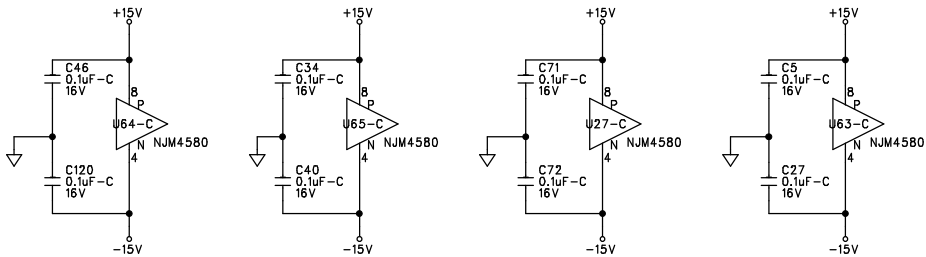 +15V
C46
0.1uF-C
16V
8
P
U64-C
N
NJM4580
4
C120
0.1uF-C
16V
-15V
+15V
C34
0.1uF-C
16V
8
P
U65-C
N
NJM4580
4
C40
0.1uF-C
16V
-15V
+15V
C71
0.1uF-C
16V
8
P
U27-C
N
NJM4580
4
C72
0.1uF-C
16V
-15V
+15V
C5
0.1uF-C
16V
8
P
U63-C
N
NJM4580
4
C27
0.1uF-C
16V
-15V